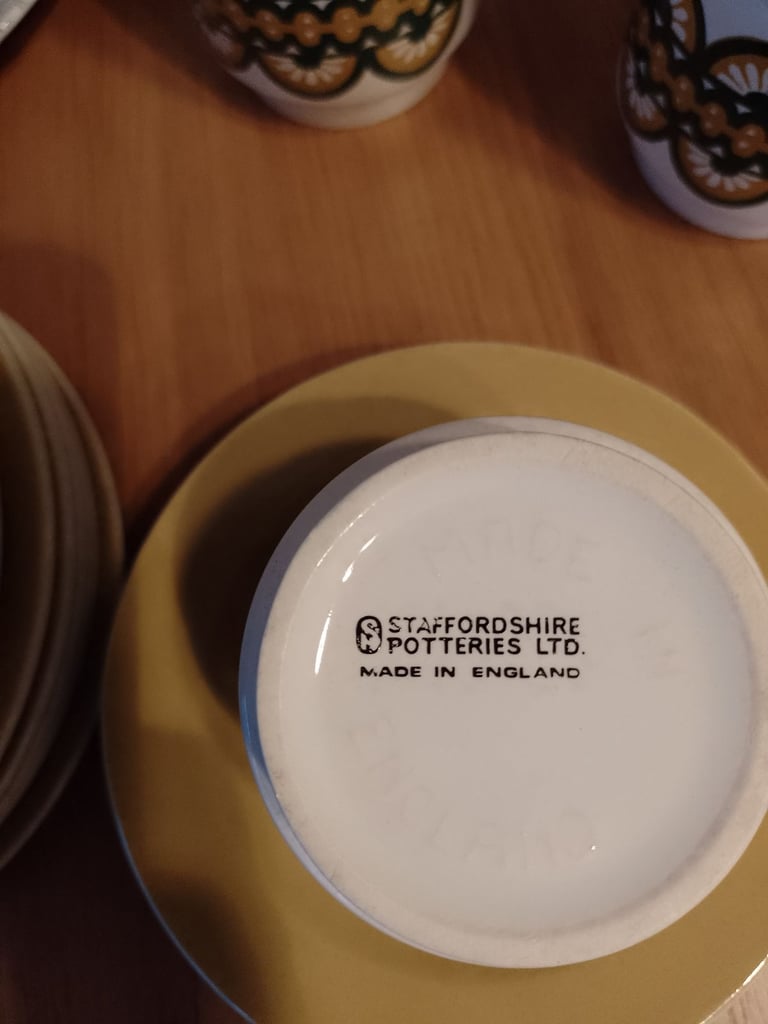 MADE
S STAFFORDSHIRE
POTTERIES LTD.
MADE IN ENGLAND
IN
ENGLAND